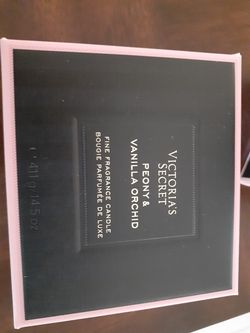 VICTORIA'S
SECRET
PEONY &
VANILLA ORCHID
FINE FRAGRANCE CANDLE
BOUGIE PARFUMÉE DE LUXE
411 g / 14.5 oz